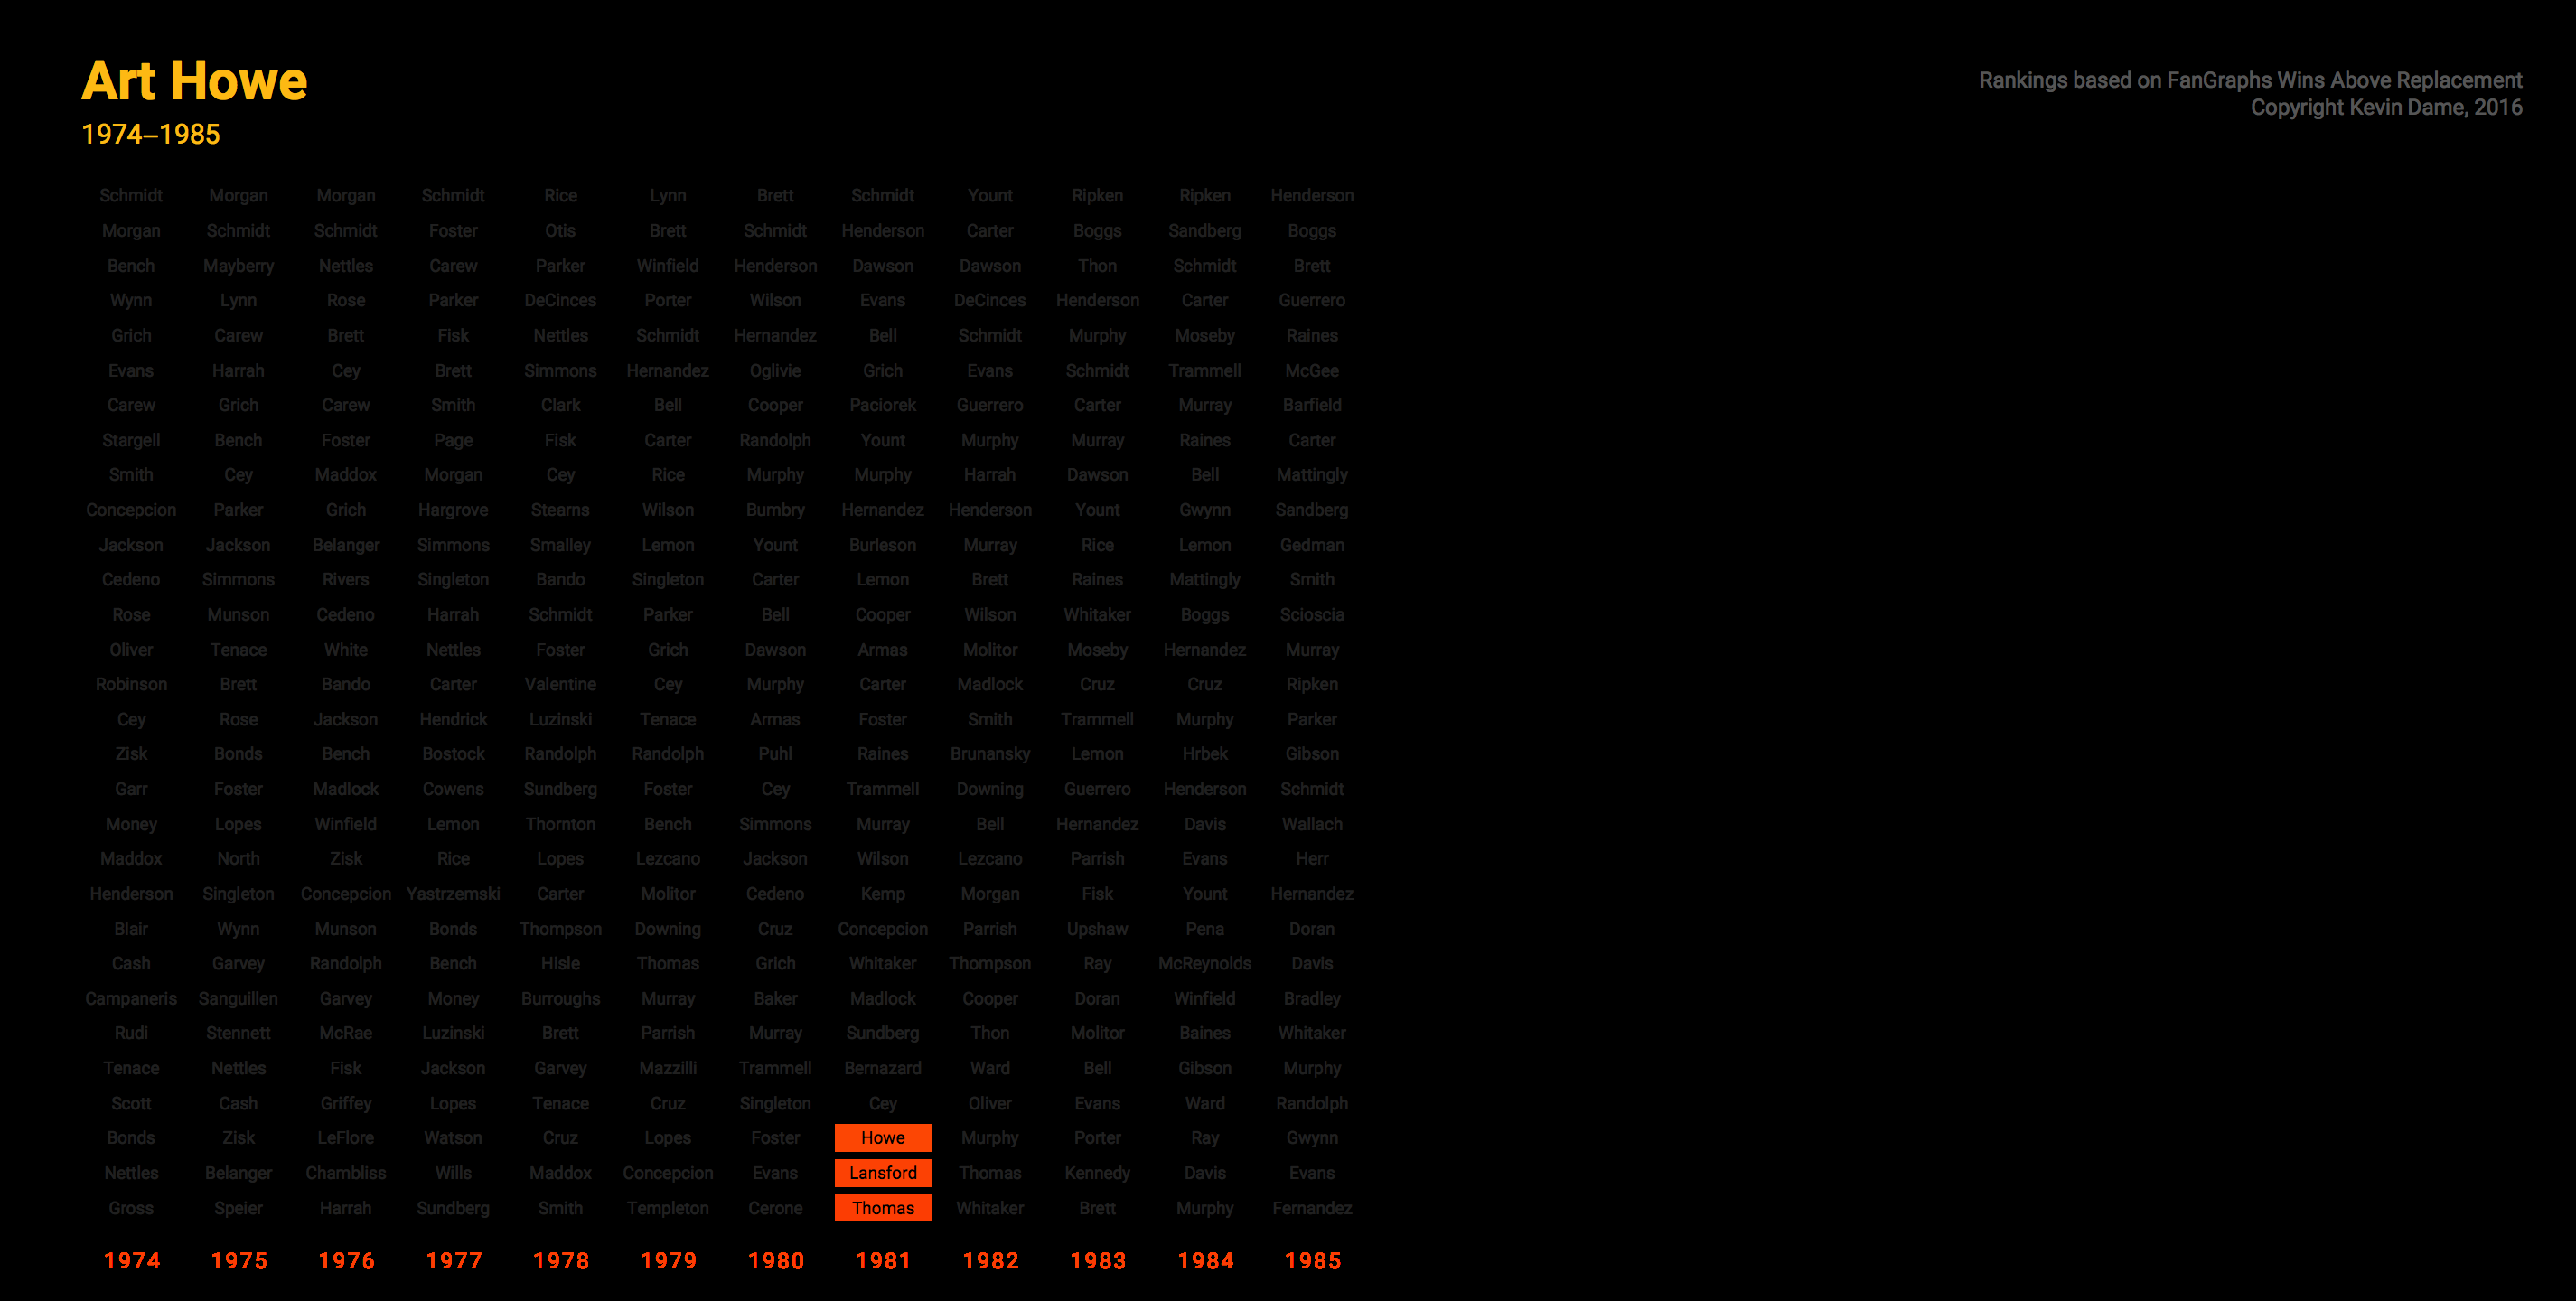 Art Howe
1974–1985
Rankings based on FanGraphs Wins Above Replacement
Copyright Kevin Dame, 2016
Schmidt Morgan Morgan Schmidt Rice Lynn Brett Schmidt Yount Ripken Ripken Henderson
Morgan Schmidt Schmidt Foster Otis Brett Schmidt Henderson Carter Boggs Sandberg Boggs
Bench Mayberry Nettles Carew Parker Winfield Henderson Dawson Dawson Thon Schmidt Brett
Wynn Lynn Rose Parker DeCinces Porter Wilson Evans DeCinces Henderson Carter Guerrero
Grich Carew Brett Fisk Nettles Schmidt Hernandez Bell Schmidt Murphy Moseby Raines
Evans Harrah Cey Brett Simmons Hernandez Oglivie Grich Evans Schmidt Trammell McGee
Carew Grich Carew Smith Clark Bell Cooper Paciorek Guerrero Carter Murray Barfield
Stargell Bench Foster Page Fisk Carter Randolph Yount Murphy Murray Raines Carter
Smith Cey Maddox Morgan Cey Rice Murphy Murphy Harrah Dawson Bell Mattingly
Concepcion Parker Grich Hargrove Stearns Wilson Bumbry Hernandez Henderson Yount Gwynn Sandberg
Jackson Jackson Belanger Simmons Smalley Lemon Yount Burleson Murray Rice Lemon Gedman
Cedeno Simmons Rivers Singleton Bando Singleton Carter Lemon Brett Raines Mattingly Smith
Rose Munson Cedeno Harrah Schmidt Parker Bell Cooper Wilson Whitaker Boggs Scioscia
Oliver Tenace White Nettles Foster Grich Dawson Armas Molitor Moseby Hernandez Murray
Robinson Brett Bando Carter Valentine Cey Murphy Carter Madlock Cruz Cruz Ripken
Cey Rose Jackson Hendrick Luzinski Tenace Armas Foster Smith Trammell Murphy Parker
Zisk Bonds Bench Bostock Randolph Randolph Puhl Raines Brunansky Lemon Hrbek Gibson
Garr Foster Madlock Cowens Sundberg Foster Cey Trammell Downing Guerrero Henderson Schmidt
Money Lopes Winfield Lemon Thornton Bench Simmons Murray Bell Hernandez Davis Wallach
Maddox North Zisk Rice Lopes Lezcano Jackson Wilson Lezcano Parrish Evans Herr
Henderson Singleton Concepcion Yastrzemski Carter Molitor Cedeno Kemp Morgan Fisk Yount Hernandez
Blair Wynn Munson Bonds Thompson Downing Cruz Concepcion Parrish Upshaw Pena Doran
Cash Garvey Randolph Bench Hisle Thomas Grich Whitaker Thompson Ray McReynolds Davis
Campaneris Sanguillen Garvey Money Burroughs Murray Baker Madlock Cooper Doran Winfield Bradley
Rudi Stennett McRae Luzinski Brett Parrish Murray Sundberg Thon Molitor Baines Whitaker
Tenace Nettles Fisk Jackson Garvey Mazzilli Trammell Bernazard Ward Bell Gibson Murphy
Scott Cash Griffey Lopes Tenace Cruz Singleton Cey Oliver Evans Ward Randolph
Bonds Zisk LeFlore Watson Cruz Lopes Foster Howe Murphy Porter Ray Gwynn
Nettles Belanger Chambliss Wills Maddox Concepcion Evans Lansford Thomas Kennedy Davis Evans
Gross Speier Harrah Sundberg Smith Templeton Cerone Thomas Whitaker Brett Murphy Fernandez
1974 1975 1976 1977 1978 1979 1980 1981 1982 1983 1984 1985